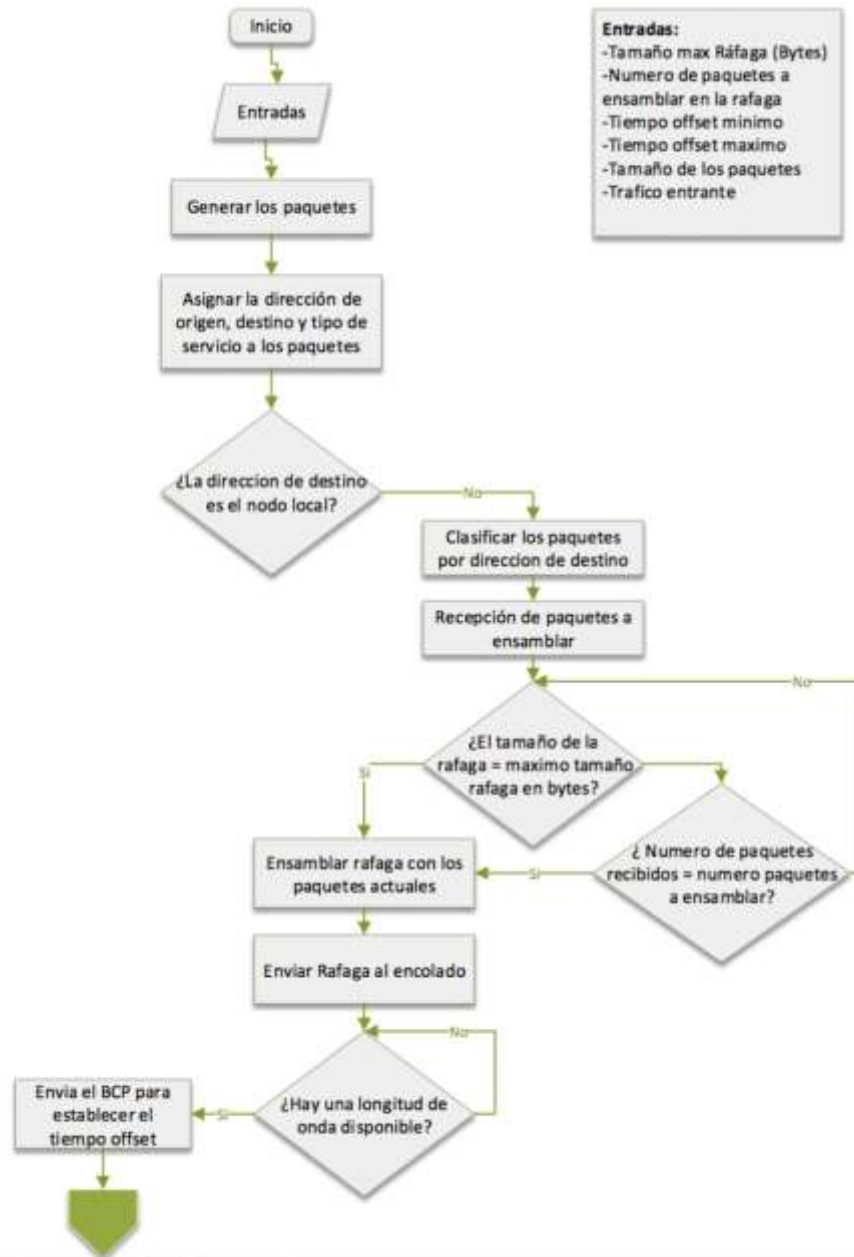 Inicio
Entradas:
-Tamaño max Ráfaga (Bytes)
-Numero de paquetes a
ensamblar en la rafaga
-Tiempo offset minimo
-Tiempo offset maximo
-Tamaño de los paquetes
-Trafico entrante
Entradas
Generar los paquetes
Asignar la dirección de
origen, destino y tipo de
servicio a los paquetes
¿La direccion de destino
es el nodo local?
No
Clasificar los paquetes
por direccion de destino
Recepción de paquetes a
ensamblar
No
¿El tamaño de la
rafaga = maximo tamaño
rafaga en bytes?
Si
¿ Numero de paquetes
recibidos = numero paquetes
a ensamblar?
Si
Ensamblar rafaga con los
paquetes actuales
Enviar Rafaga al encolado
No
¿Hay una longitud de
onda disponible?
Si
Envia el BCP para
establecer el
tiempo offset